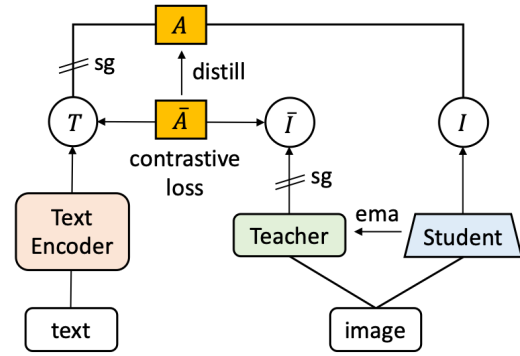 A
sg
distill
T
Ā
Ī
I
contrastive
loss
sg
Text
Encoder
Teacher
ema
Student
text
image